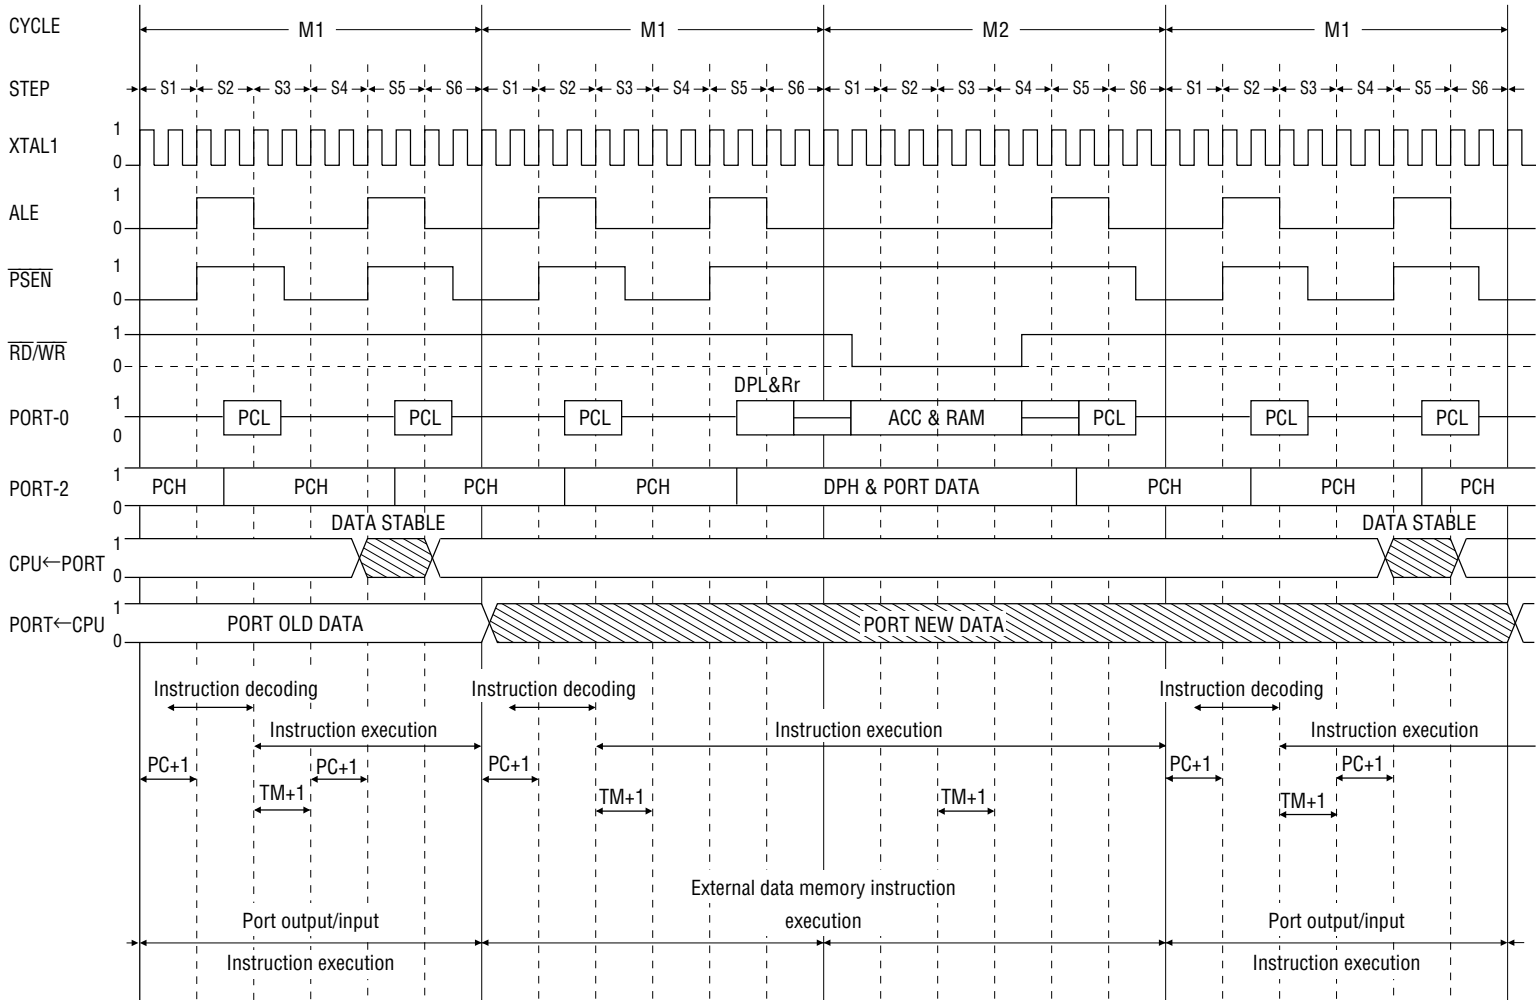 CYCLE M1 M1 M2 M1
STEP S1 S2 S3 S4 S5 S6 S1 S2 S3 S4 S5 S6 S1 S2 S3 S4 S5 S6 S1 S2 S3 S4 S5 S6
XTAL1 1 0
ALE 1 0
PSEN 1 0
RD/WR 1 0
DPL&Rr
PORT-0 1 0 PCL PCL PCL ACC & RAM PCL PCL PCL
PORT-2 1 0 PCH PCH PCH PCH DPH & PORT DATA PCH PCH PCH
DATA STABLE DATA STABLE
CPU←PORT 1 0
PORT←CPU 1 0 PORT OLD DATA PORT NEW DATA
Instruction decoding Instruction decoding Instruction decoding
Instruction execution Instruction execution Instruction execution
PC+1 PC+1 PC+1 PC+1 PC+1
TM+1 TM+1 TM+1 TM+1
External data memory instruction
Port output/input execution Port output/input
Instruction execution Instruction execution